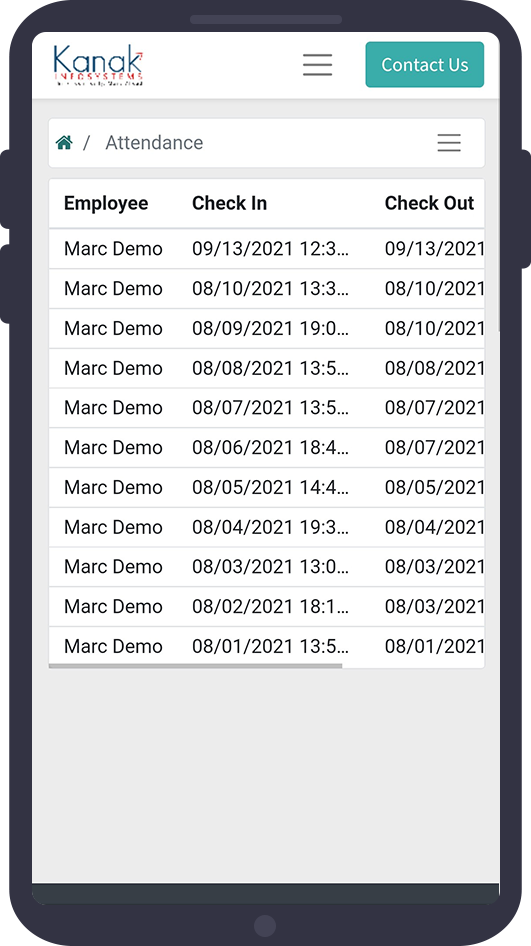 Kanak
INFOSYSTEMS
Contact Us
/ Attendance
Employee Check In Check Out
Marc Demo 09/13/2021 12:3... 09/13/2021
Marc Demo 08/10/2021 13:3... 08/10/2021
Marc Demo 08/09/2021 19:0... 08/10/2021
Marc Demo 08/08/2021 13:5... 08/08/2021
Marc Demo 08/07/2021 13:5... 08/07/2021
Marc Demo 08/06/2021 18:4... 08/07/2021
Marc Demo 08/05/2021 14:4... 08/05/2021
Marc Demo 08/04/2021 19:3... 08/04/2021
Marc Demo 08/03/2021 13:0... 08/03/2021
Marc Demo 08/02/2021 18:1... 08/03/2021
Marc Demo 08/01/2021 13:5... 08/01/2021